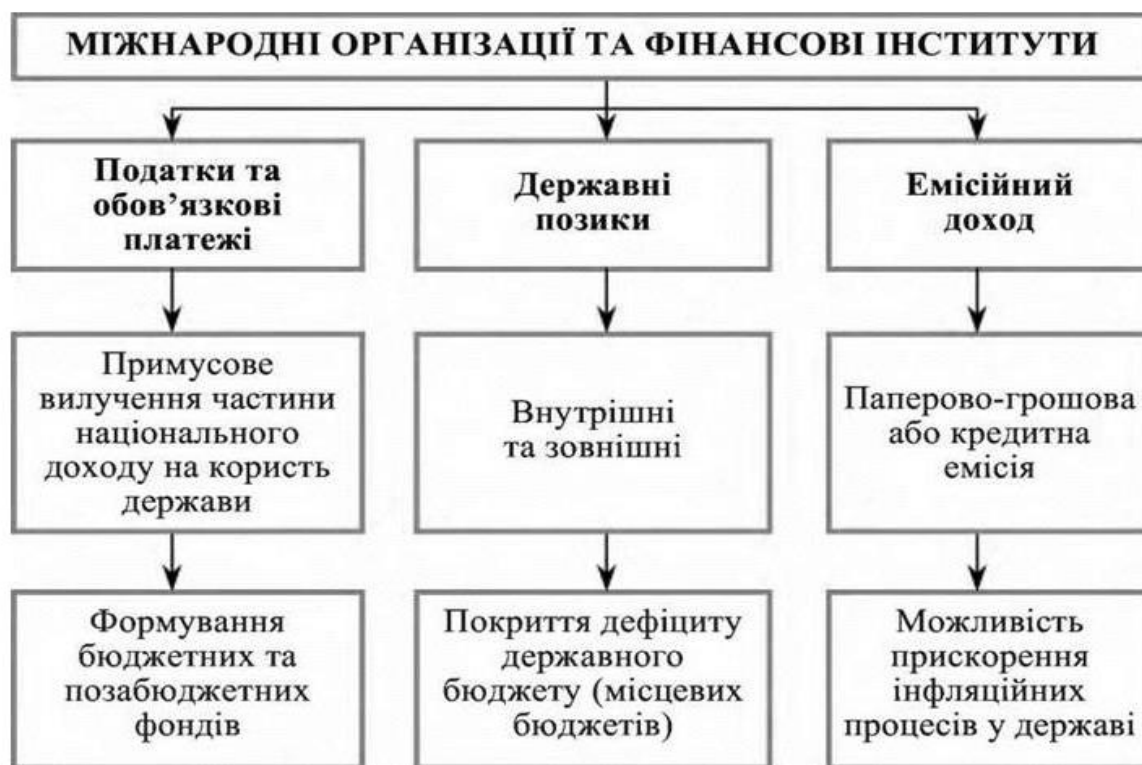 МІЖНАРОДНІ ОРГАНІЗАЦІЇ ТА ФІНАНСОВІ ІНСТИТУТИ
Податки та
обов’язкові
платежі
Державні
позики
Емісійний
доход
Примусове
вилучення частини
національного
доходу на користь
держави
Внутрішні
та зовнішні
Паперово-грошова
або кредитна
емісія
Формування
бюджетних та
позабюджетних
фондів
Покриття дефіциту
державного
бюджету (місцевих
бюджетів)
Можливість
прискорення
інфляційних
процесів у державі